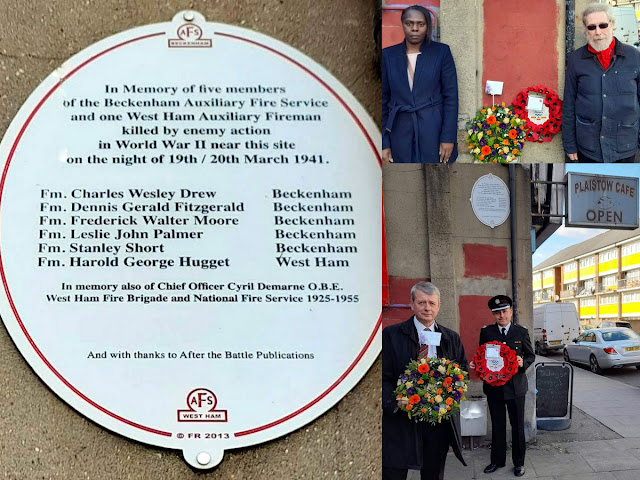 AFS
BECKENHAM
In Memory of five members
of the Beckenham Auxiliary Fire Service
and one West Ham Auxiliary Fireman
killed by enemy action
in World War II near this site
on the night of 19th / 20th March 1941.
Fm. Charles Wesley Drew Beckenham
Fm. Dennis Gerald Fitzgerald Beckenham
Fm. Frederick Walter Moore Beckenham
Fm. Leslie John Palmer Beckenham
Fm. Stanley Short Beckenham
Fm. Harold George Hugget West Ham
In memory also of Chief Officer Cyril Demarne O.B.E.
West Ham Fire Brigade and National Fire Service 1925-1955
And with thanks to After the Battle Publications
AFS
WEST HAM
© FR 2013
PLAISTOW CAFE
OPEN